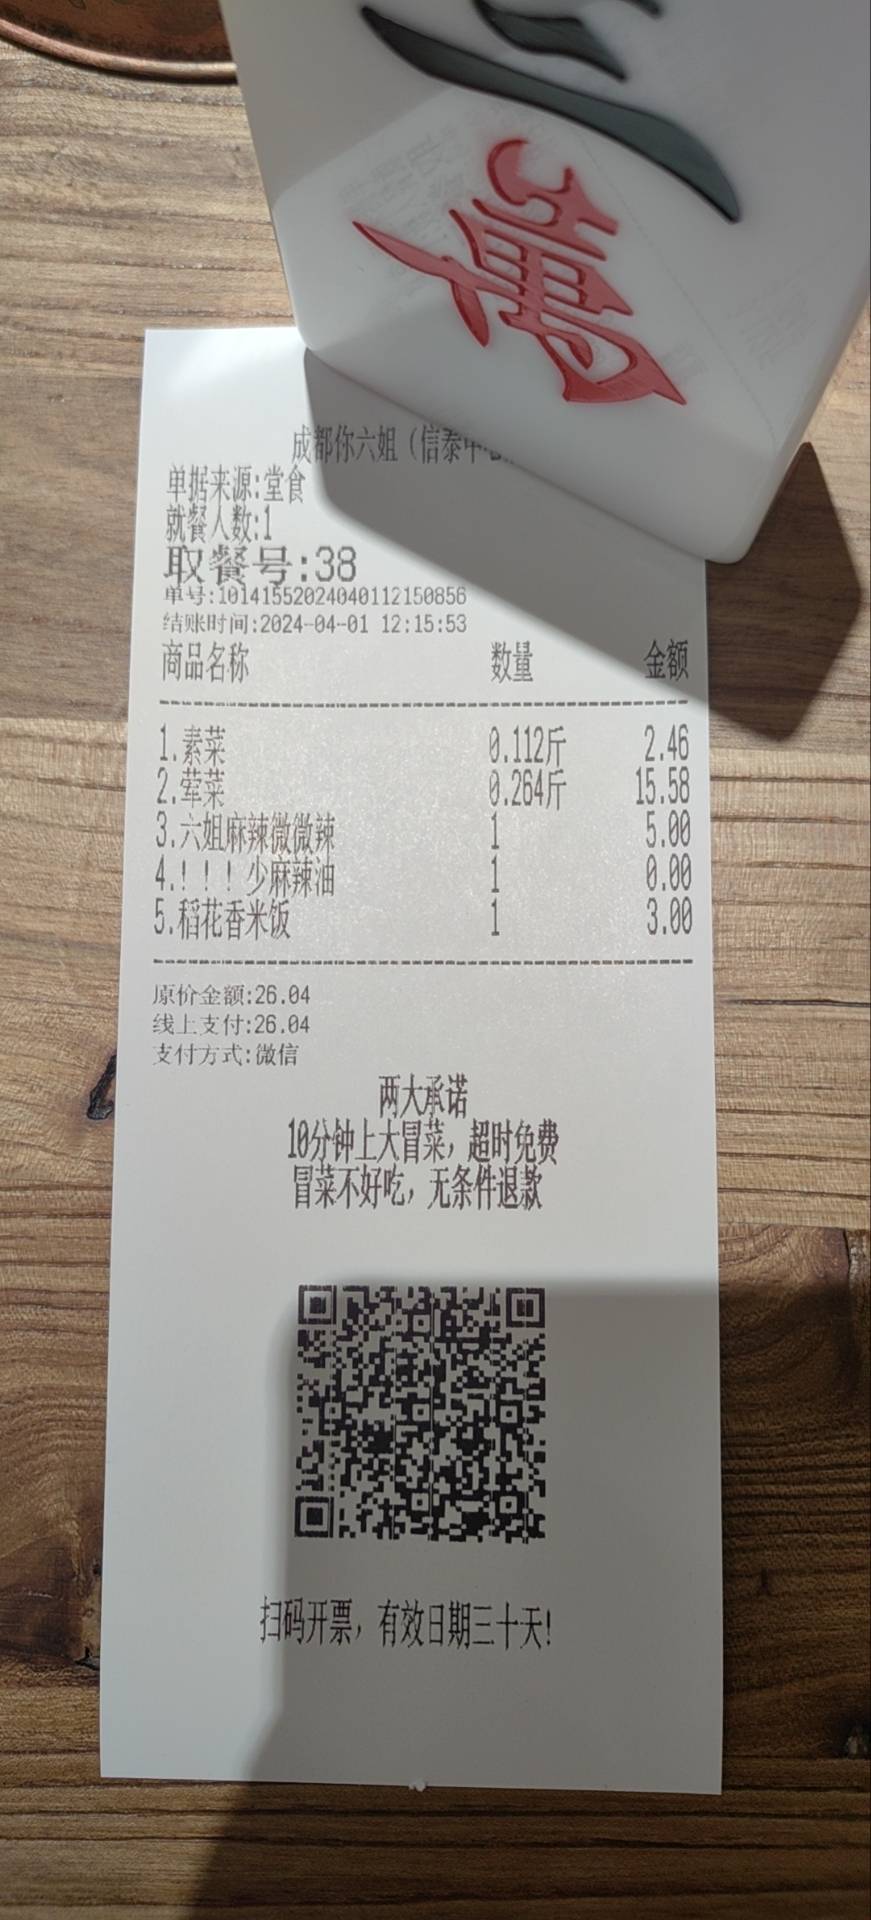 萬
成都你六姐（信泰中心
单据来源:堂食
就餐人数:1
取餐号:38
单号:10141552024040112150856
结账时间:2024-04-01 12:15:53
商品名称 数量 金额
1.素菜 0.112斤 2.46
2.荤菜 0.264斤 15.58
3.六姐麻辣微微辣 1 5.00
4.！！！少麻辣油 1 0.00
5.稻花香米饭 1 3.00
原价金额:26.04
线上支付:26.04
支付方式:微信
两大承诺
10分钟上大冒菜，超时免费
冒菜不好吃，无条件退款
扫码开票，有效日期三十天!